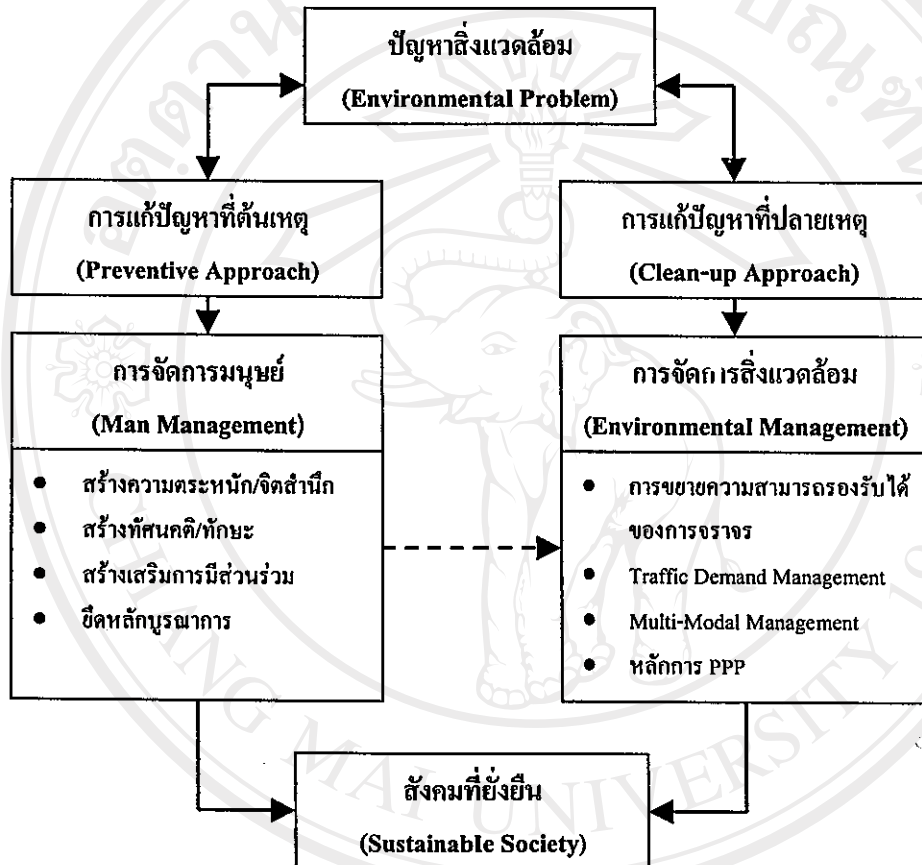 ปัญหาสิ่งแวดล้อม
(Environmental Problem)
การแก้ปัญหาที่ต้นเหตุ
(Preventive Approach)
การแก้ปัญหาที่ปลายเหตุ
(Clean-up Approach)
การจัดการมนุษย์
(Man Management)
● สร้างความตระหนัก/จิตสำนึก
● สร้างทัศนคติ/ทักษะ
● สร้างเสริมการมีส่วนร่วม
● ยึดหลักบูรณาการ
การจัดการสิ่งแวดล้อม
(Environmental Management)
● การขยายความสามารถรองรับได้
ของการจราจร
● Traffic Demand Management
● Multi-Modal Management
● หลักการ PPP
สังคมที่ยั่งยืน
(Sustainable Society)
CHIANG MAI UNIVERSITY